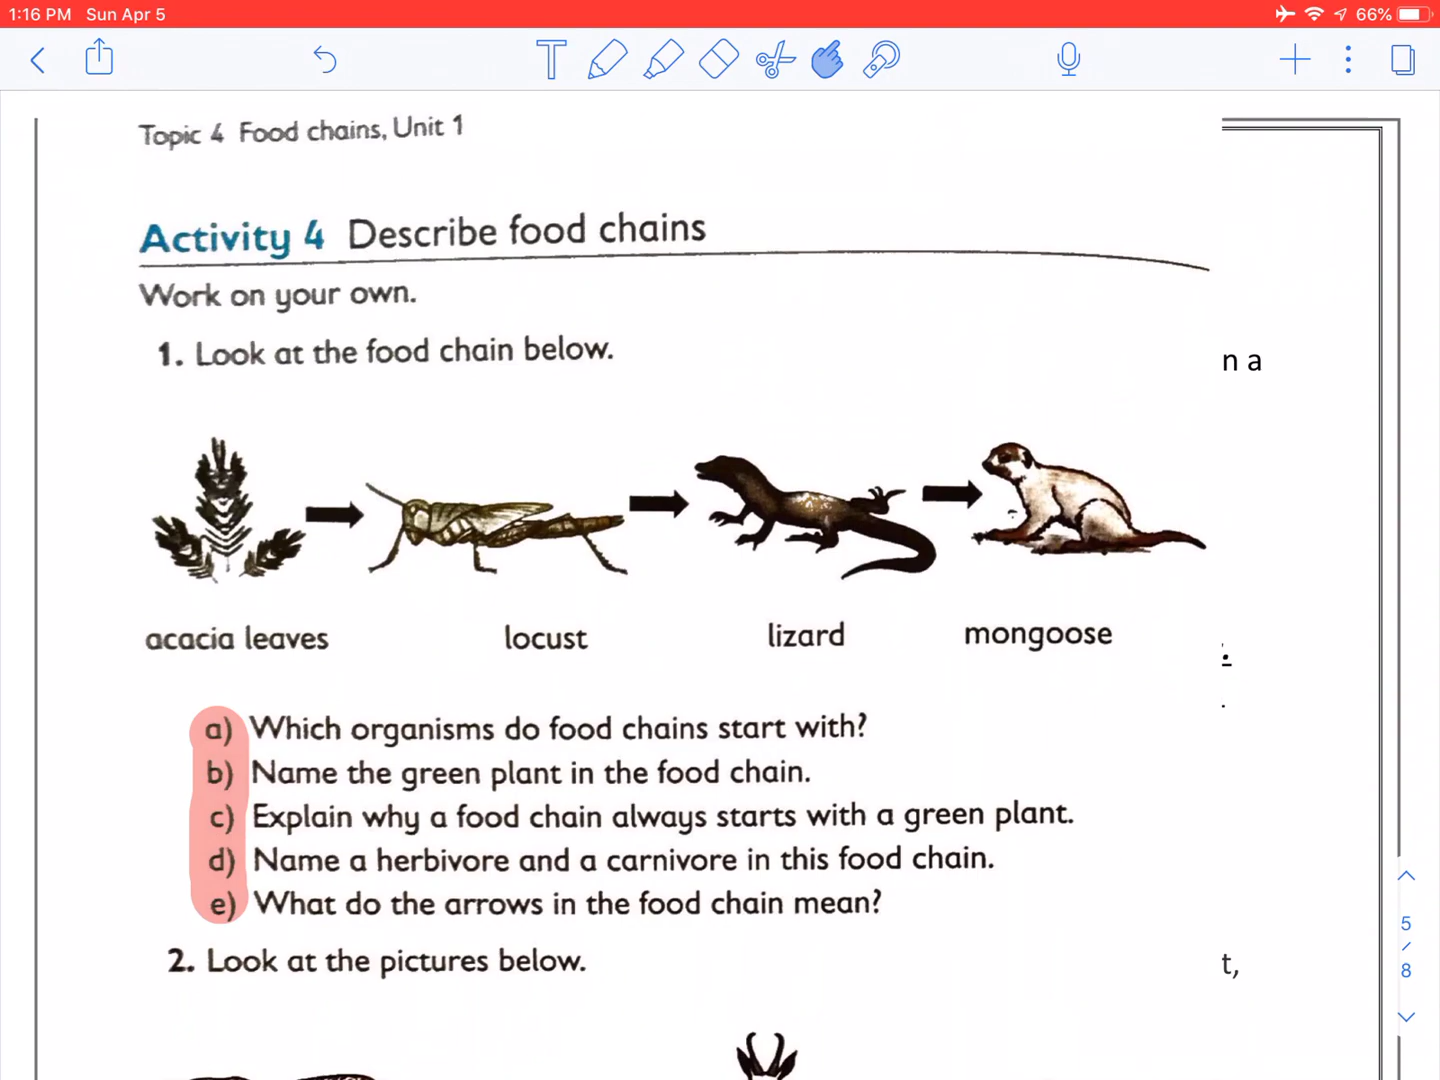 1:16 PM Sun Apr 5
66%
T
Topic 4 Food chains, Unit 1
Activity 4 Describe food chains
Work on your own.
1. Look at the food chain below.
n a
acacia leaves
locust
lizard
mongoose
a) Which organisms do food chains start with?
b) Name the green plant in the food chain.
c) Explain why a food chain always starts with a green plant.
d) Name a herbivore and a carnivore in this food chain.
e) What do the arrows in the food chain mean?
2. Look at the pictures below.
t,
5
/
8